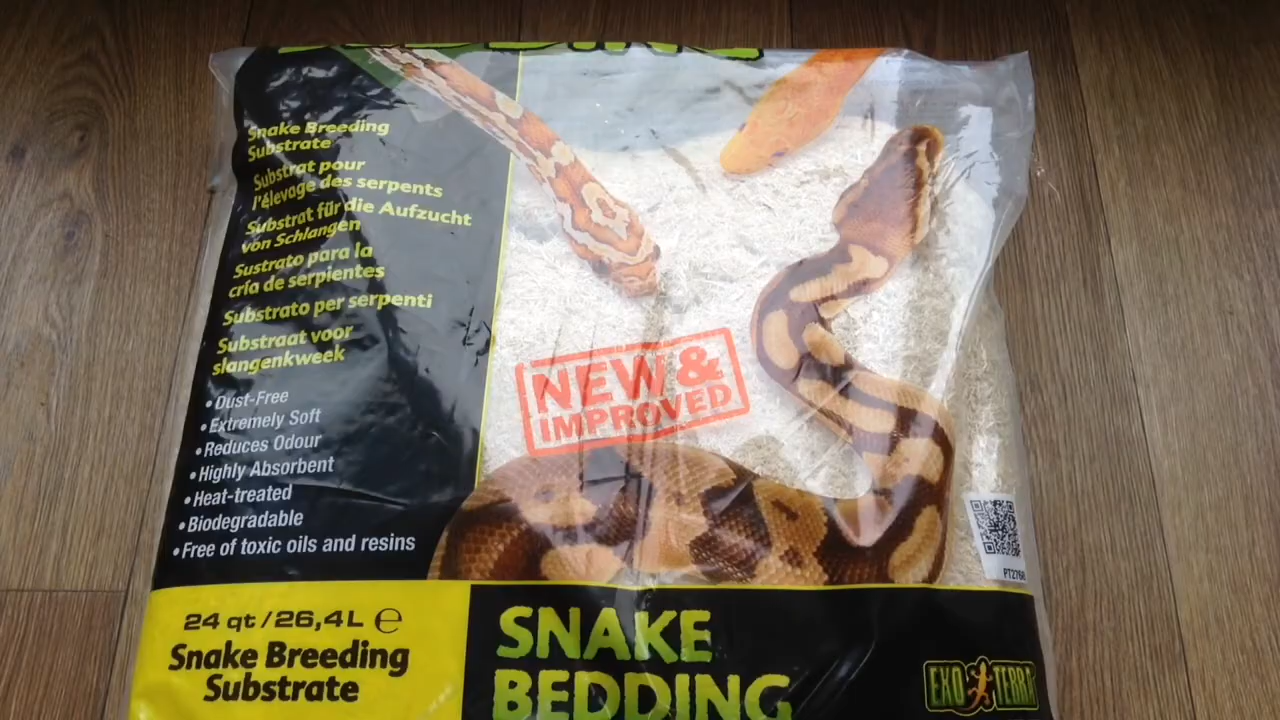 Snake Breeding
Substrate
Substrat pour
l'élevage des serpents
Substrat für die Aufzucht
von Schlangen
Sustrato para la
cría de serpientes
Substrato per serpenti
Substraat voor
slangenkweek
• Dust-Free
• Extremely Soft
• Reduces Odour
• Highly Absorbent
• Heat-treated
• Biodegradable
• Free of toxic oils and resins
NEW &
IMPROVED
PT2768
24 qt / 26,4L ℮
Snake Breeding
Substrate
SNAKE
BEDDING
EXO TERRA